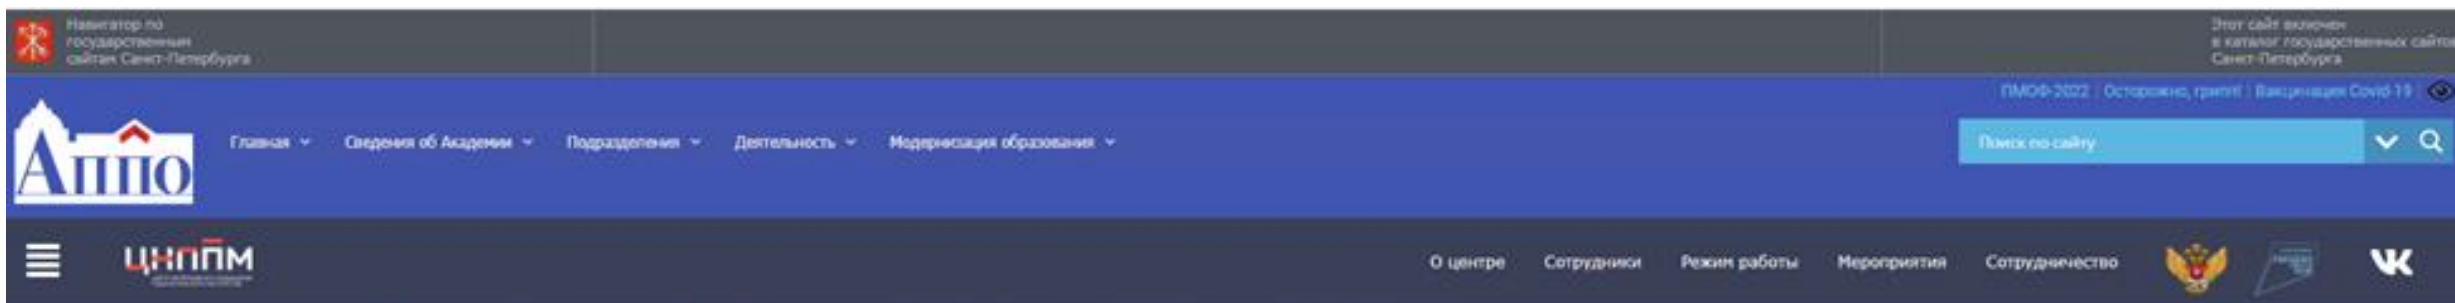 Навигатор по
государственным
сайтам Санкт-Петербурга
Этот сайт включен
в каталог государственных сайтов
Санкт-Петербурга
ПМОФ-2022 | Осторожно, грипп! | Вакцинация Covid-19
Аппо
Главная
Сведения об Академии
Подразделения
Деятельность
Модернизация образования
Поиск по сайту
ЦНППМ
О центре
Сотрудники
Режим работы
Мероприятия
Сотрудничество